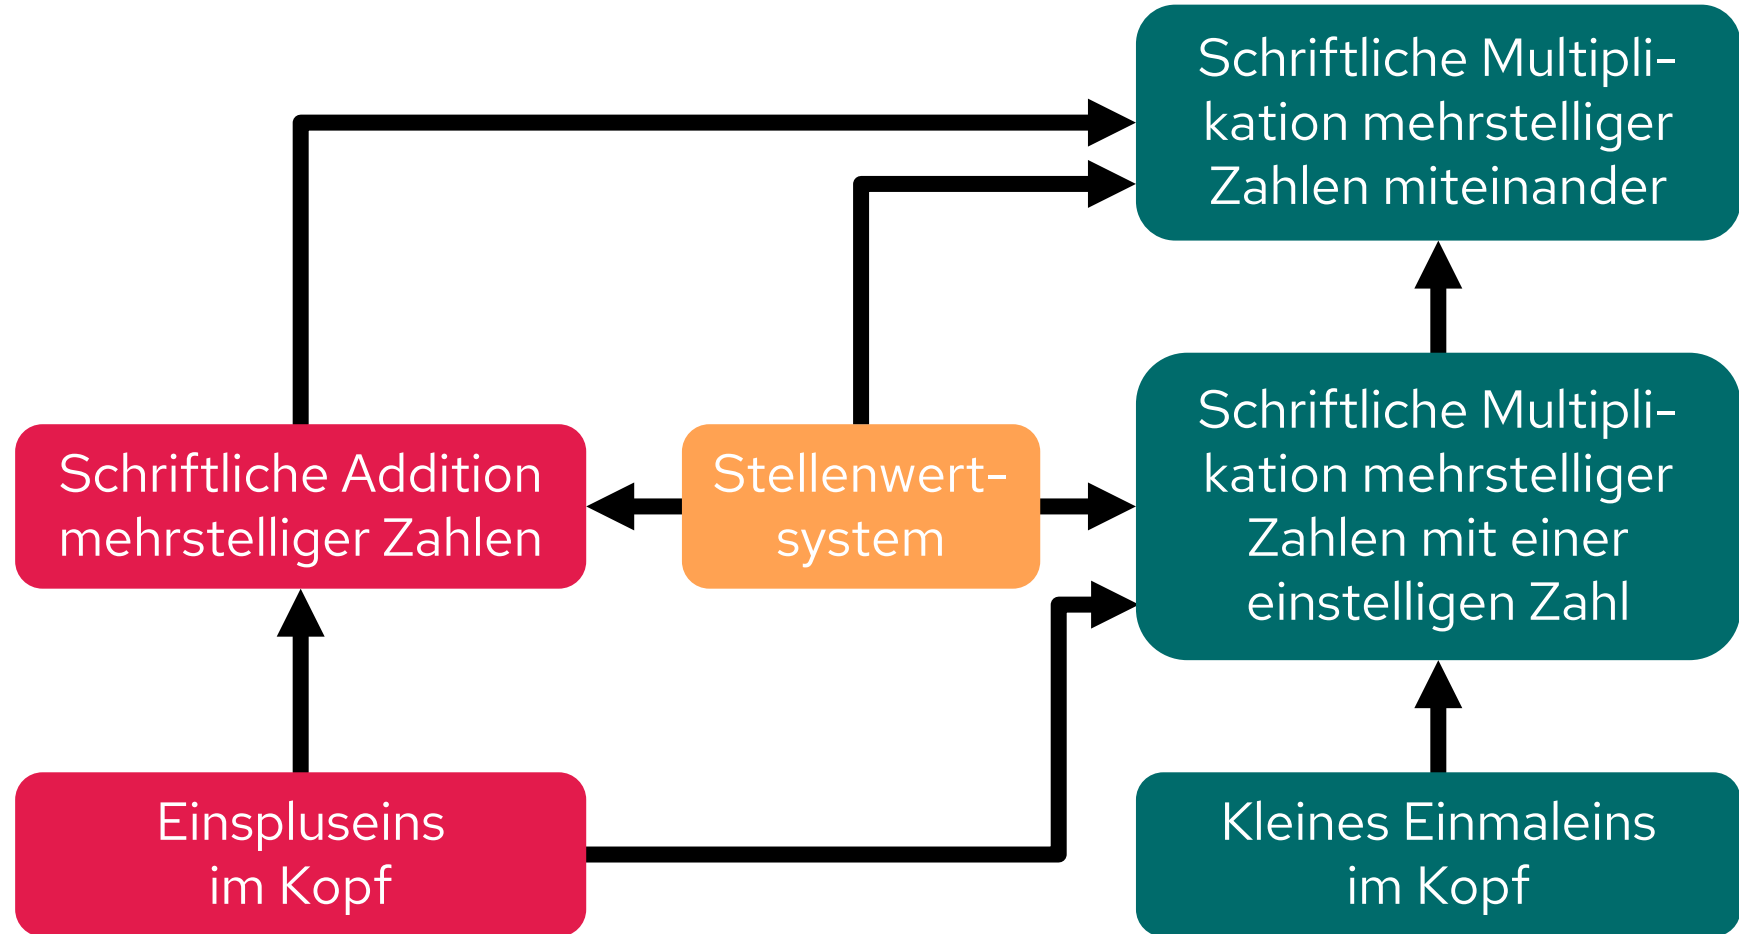 Schriftliche Multipli-
kation mehrstelliger
Zahlen miteinander
Schriftliche Addition
mehrstelliger Zahlen
Stellenwert-
system
Schriftliche Multipli-
kation mehrstelliger
Zahlen mit einer
einstelligen Zahl
Einspluseins
im Kopf
Kleines Einmaleins
im Kopf